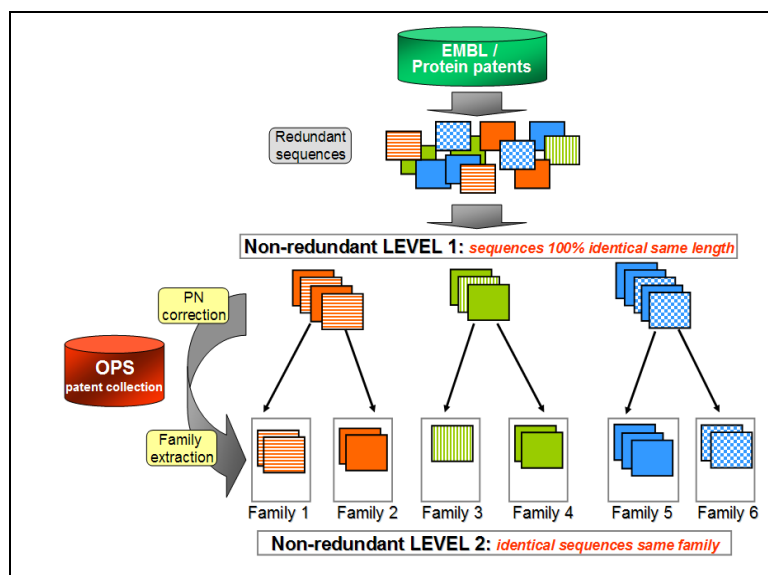 EMBL /
Protein patents
Redundant
sequences
Non-redundant LEVEL 1: sequences 100% identical same length
PN
correction
OPS
patent collection
Family
extraction
Family 1 Family 2 Family 3 Family 4 Family 5 Family 6
Non-redundant LEVEL 2: identical sequences same family